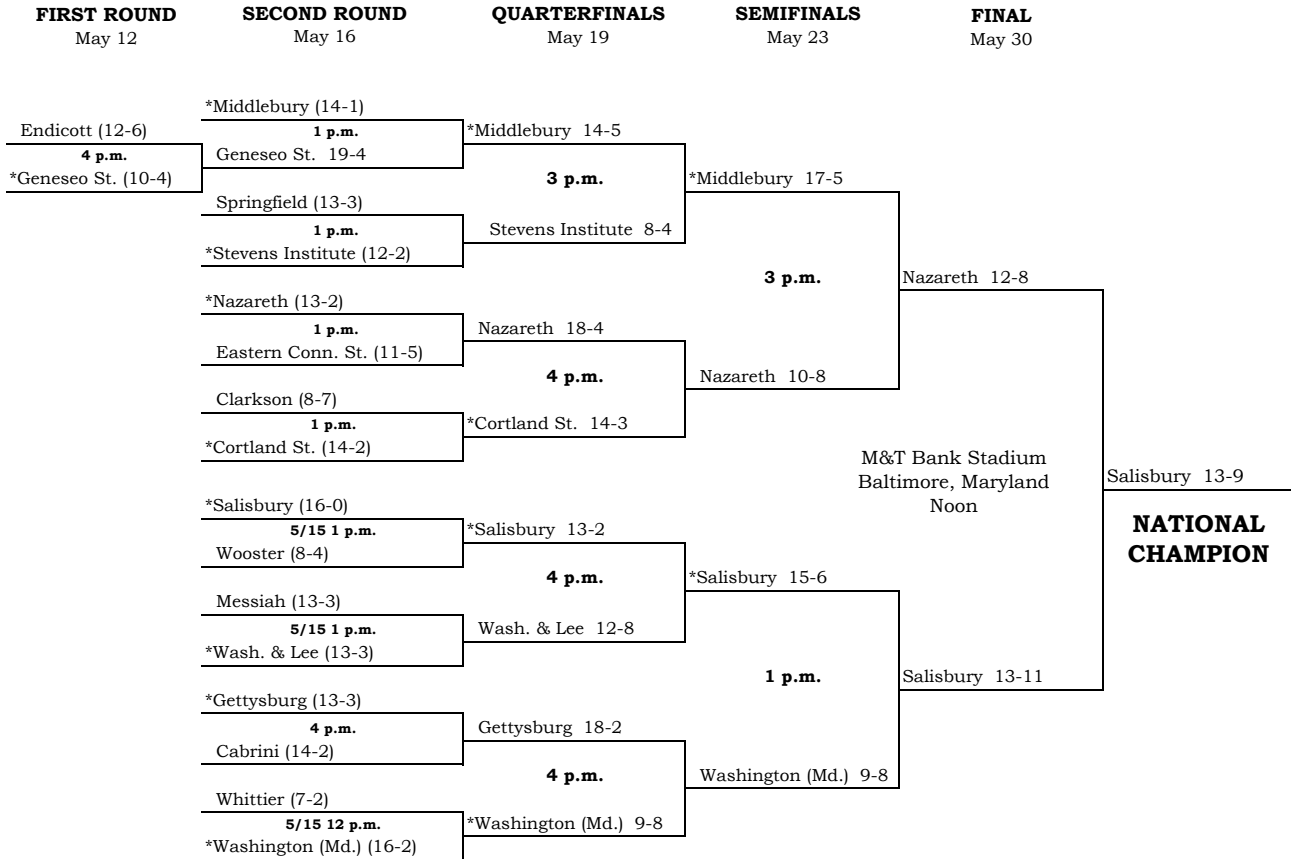 FIRST ROUND
May 12
SECOND ROUND
May 16
QUARTERFINALS
May 19
SEMIFINALS
May 23
FINAL
May 30
Endicott (12-6)
4 p.m.
*Geneseo St. (10-4)
*Middlebury (14-1)
1 p.m.
Geneseo St. 19-4
Springfield (13-3)
1 p.m.
*Stevens Institute (12-2)
*Nazareth (13-2)
1 p.m.
Eastern Conn. St. (11-5)
Clarkson (8-7)
1 p.m.
*Cortland St. (14-2)
*Salisbury (16-0)
5/15 1 p.m.
Wooster (8-4)
Messiah (13-3)
5/15 1 p.m.
*Wash. & Lee (13-3)
*Gettysburg (13-3)
4 p.m.
Cabrini (14-2)
Whittier (7-2)
5/15 12 p.m.
*Washington (Md.) (16-2)
*Middlebury 14-5
3 p.m.
Stevens Institute 8-4
Nazareth 18-4
4 p.m.
*Cortland St. 14-3
*Salisbury 13-2
4 p.m.
Wash. & Lee 12-8
Gettysburg 18-2
4 p.m.
*Washington (Md.) 9-8
*Middlebury 17-5
3 p.m.
Nazareth 10-8
*Salisbury 15-6
1 p.m.
Washington (Md.) 9-8
Nazareth 12-8
M&T Bank Stadium
Baltimore, Maryland
Noon
Salisbury 13-11
Salisbury 13-9
NATIONAL
CHAMPION